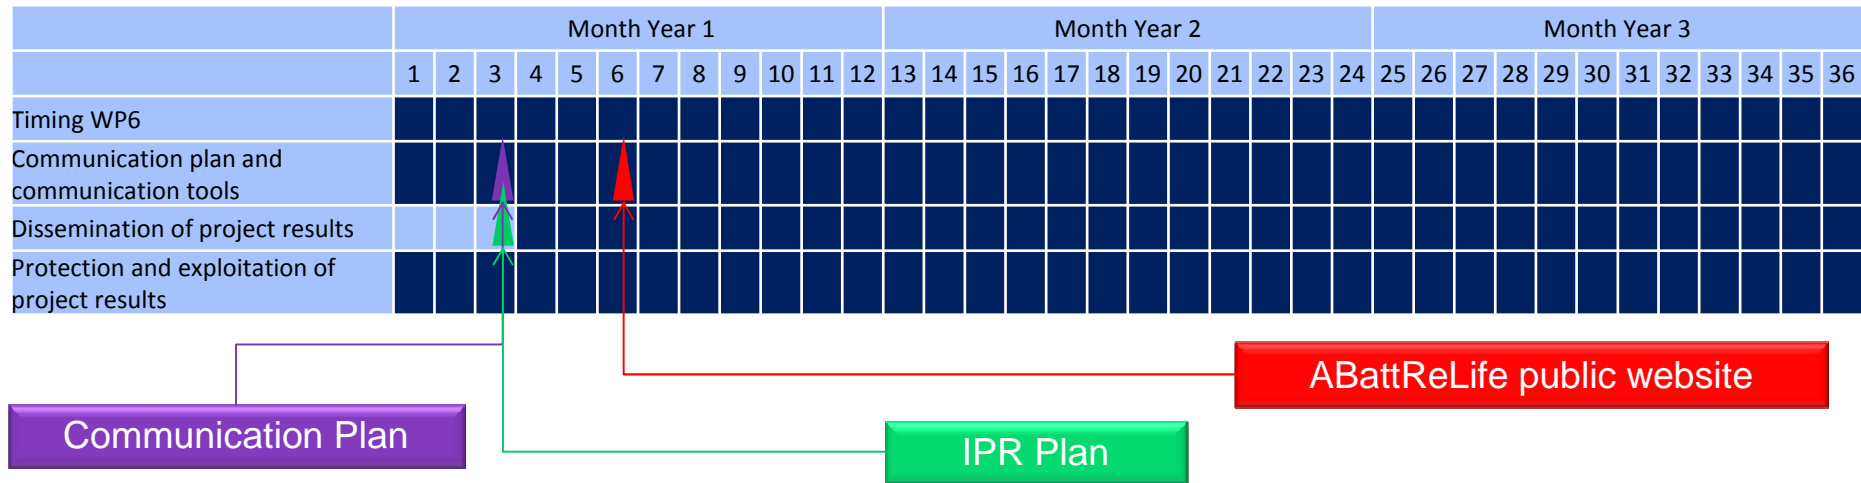 Month Year 1 Month Year 2 Month Year 3
1 2 3 4 5 6 7 8 9 10 11 12 13 14 15 16 17 18 19 20 21 22 23 24 25 26 27 28 29 30 31 32 33 34 35 36
Timing WP6
Communication plan and
communication tools
Dissemination of project results
Protection and exploitation of
project results
ABattReLife public website
Communication Plan
IPR Plan